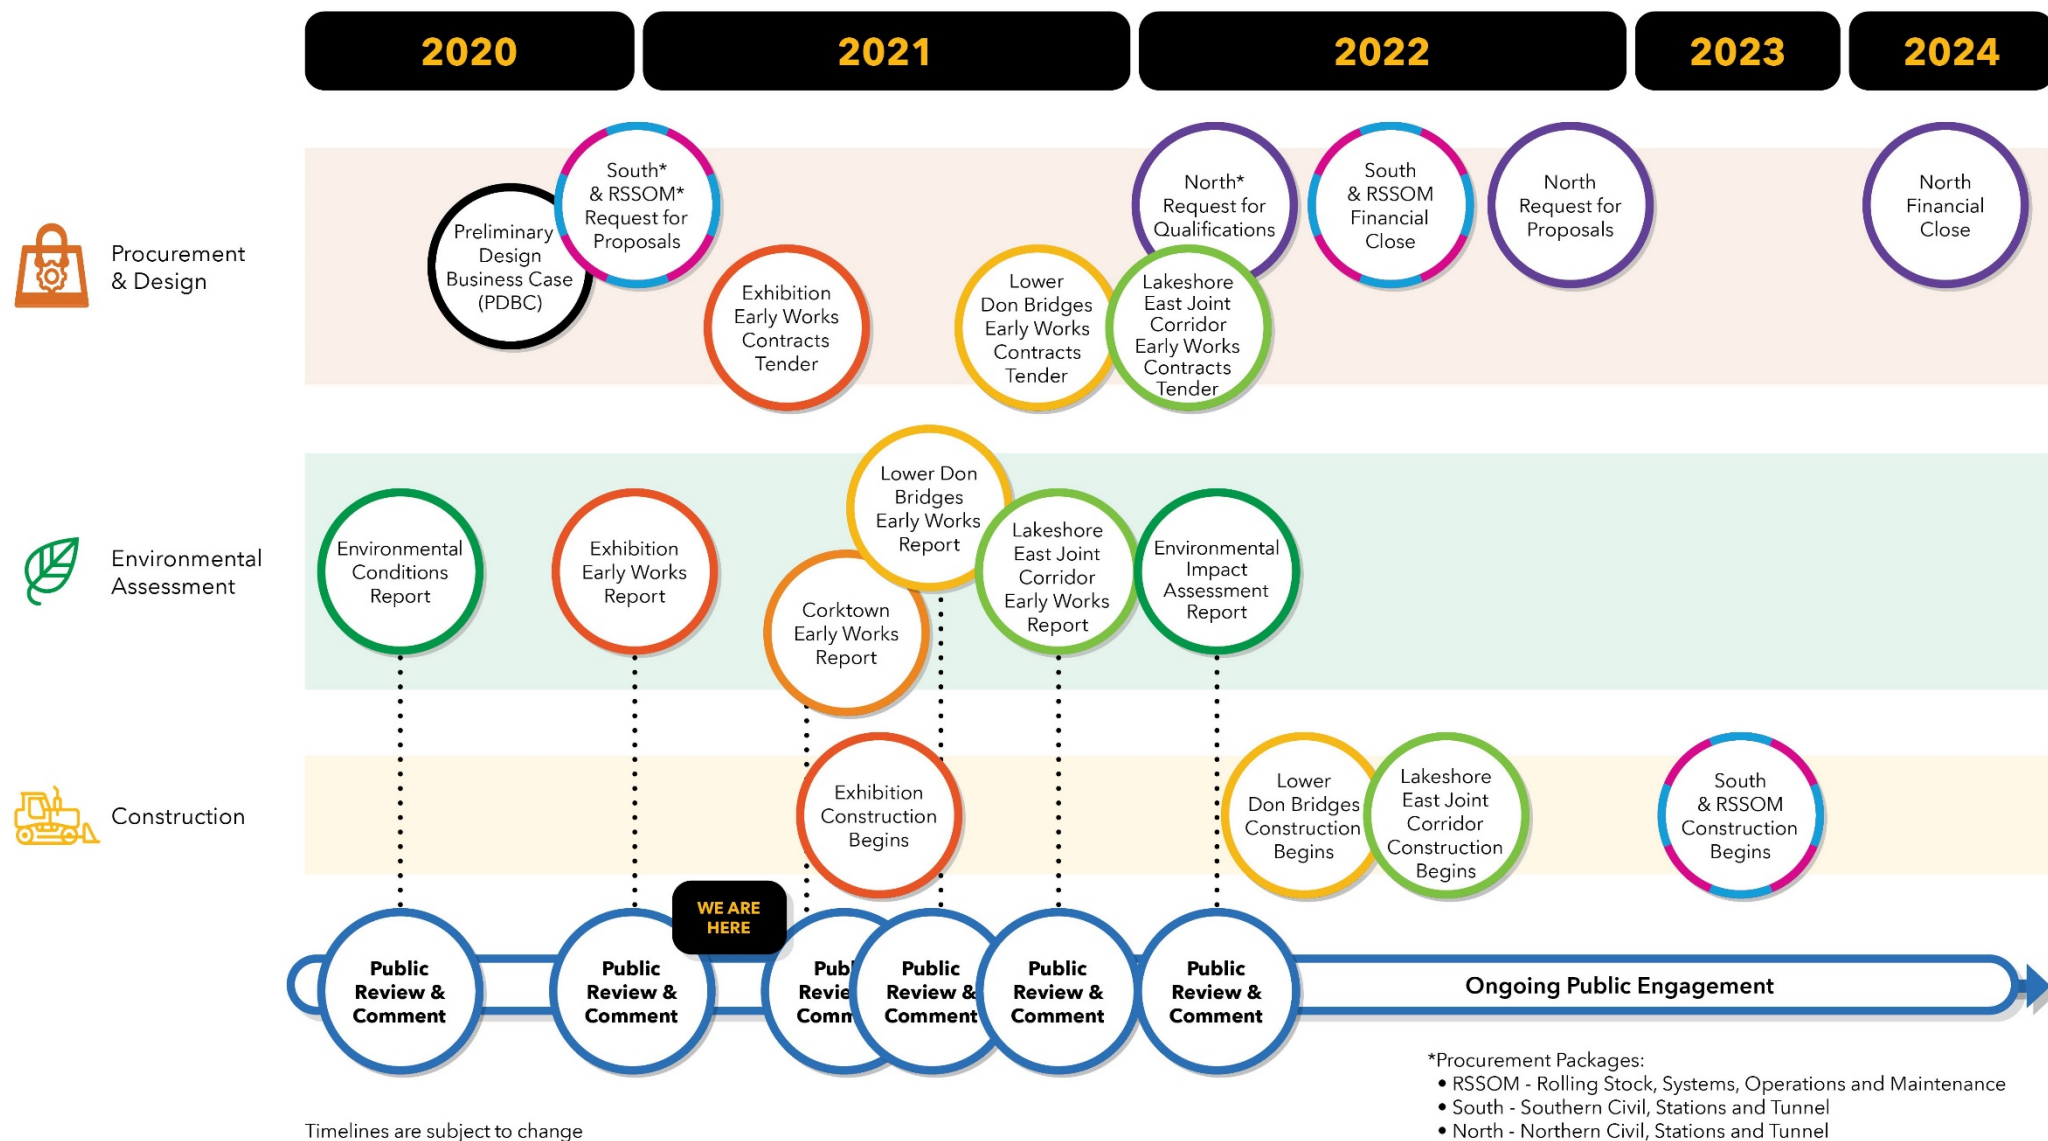 2020
2021
2022
2023
2024
Procurement
& Design
Preliminary
Design
Business Case
(PDBC)
South*
& RSSOM*
Request for
Proposals
Exhibition
Early Works
Contracts
Tender
Lower
Don Bridges
Early Works
Contracts
Tender
North*
Request for
Qualifications
Lakeshore
East Joint
Corridor
Early Works
Contracts
Tender
South
& RSSOM
Financial
Close
North
Request for
Proposals
North
Financial
Close
Environmental
Assessment
Environmental
Conditions
Report
Exhibition
Early Works
Report
Corktown
Early Works
Report
Lower Don
Bridges
Early Works
Report
Lakeshore
East Joint
Corridor
Early Works
Report
Environmental
Impact
Assessment
Report
Construction
Exhibition
Construction
Begins
Lower
Don Bridges
Construction
Begins
Lakeshore
East Joint
Corridor
Construction
Begins
South
& RSSOM
Construction
Begins
WE ARE
HERE
Public
Review &
Comment
Public
Review &
Comment
Publ
Revie
Comm
Public
Review &
Comment
Public
Review &
Comment
Public
Review &
Comment
Ongoing Public Engagement
*Procurement Packages:
• RSSOM - Rolling Stock, Systems, Operations and Maintenance
• South - Southern Civil, Stations and Tunnel
• North - Northern Civil, Stations and Tunnel
Timelines are subject to change